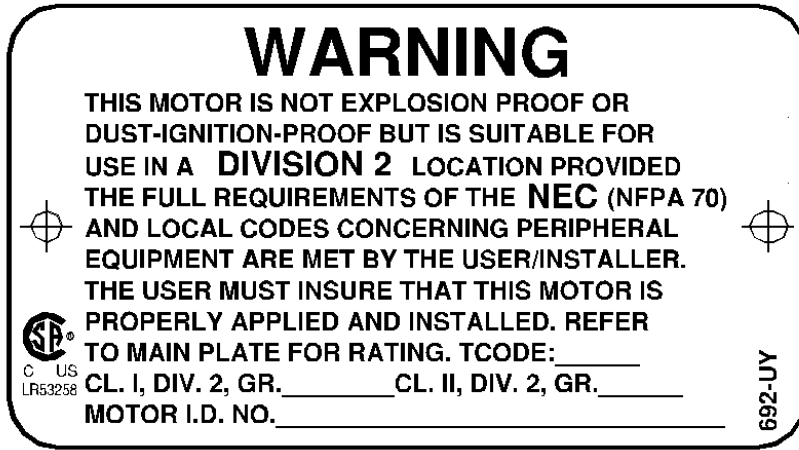 WARNING
THIS MOTOR IS NOT EXPLOSION PROOF OR
DUST-IGNITION-PROOF BUT IS SUITABLE FOR
USE IN A DIVISION 2 LOCATION PROVIDED
THE FULL REQUIREMENTS OF THE NEC (NFPA 70)
AND LOCAL CODES CONCERNING PERIPHERAL
EQUIPMENT ARE MET BY THE USER/INSTALLER.
THE USER MUST INSURE THAT THIS MOTOR IS
PROPERLY APPLIED AND INSTALLED. REFER
TO MAIN PLATE FOR RATING. TCODE:______
CL. I, DIV. 2, GR.________CL. II, DIV. 2, GR.______
MOTOR I.D. NO.________________________________
SA®
C US
LR53258
692-UY